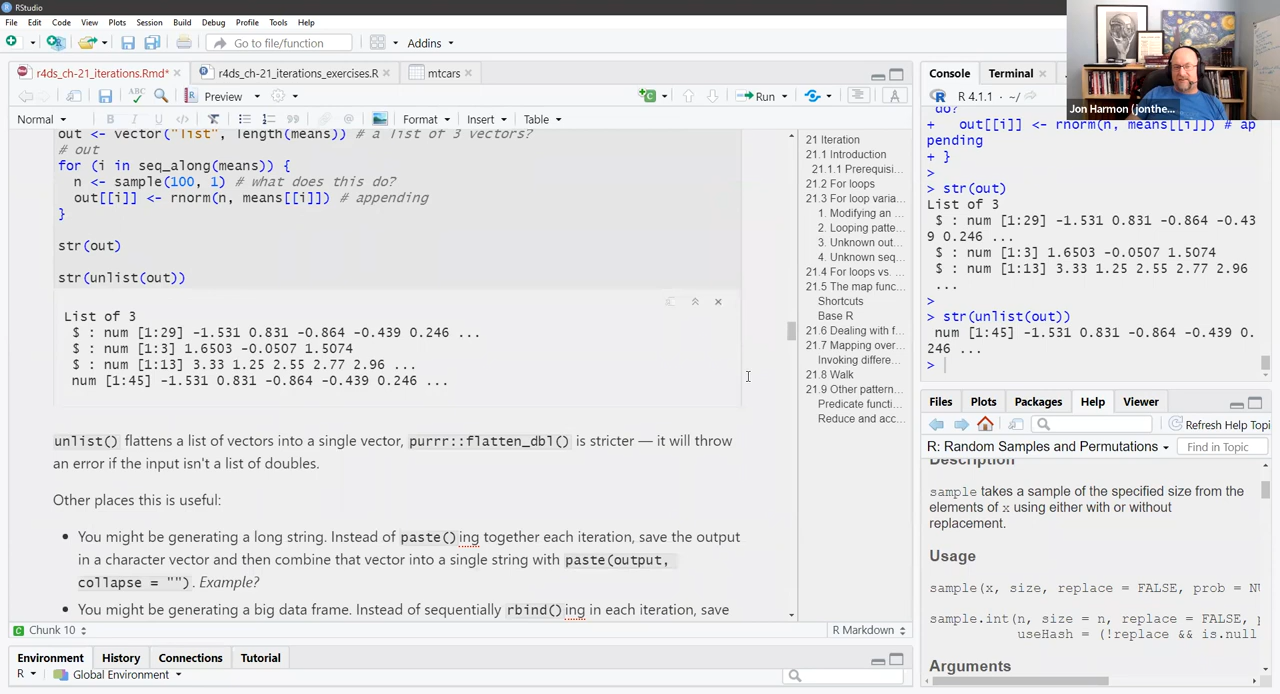 RStudio
File Edit Code View Plots Session Build Debug Profile Tools Help
Go to file/function
Addins
r4ds_ch-21_iterations.Rmd*
r4ds_ch-21_iterations_exercises.R
mtcars
Preview
Run
Normal
B I U
Format
Insert
Table
out <- vector("list", length(means)) # a list of 3 vectors?
# out
for (i in seq_along(means)) {
n <- sample(100, 1) # what does this do?
out[[i]] <- rnorm(n, means[[i]]) # appending
}
str(out)
str(unlist(out))
List of 3
$ : num [1:29] -1.531 0.831 -0.864 -0.439 0.246 ...
$ : num [1:3] 1.6503 -0.0507 1.5074
$ : num [1:13] 3.33 1.25 2.55 2.77 2.96 ...
num [1:45] -1.531 0.831 -0.864 -0.439 0.246 ...
unlist() flattens a list of vectors into a single vector, purrr::flatten_dbl() is stricter — it will throw
an error if the input isn't a list of doubles.
Other places this is useful:
• You might be generating a long string. Instead of paste()ing together each iteration, save the output
in a character vector and then combine that vector into a single string with paste(output,
collapse = ""). Example?
• You might be generating a big data frame. Instead of sequentially rbind()ing in each iteration, save
Chunk 10
R Markdown
21 Iteration
21.1 Introduction
21.1.1 Prerequisi...
21.2 For loops
21.3 For loop varia...
1. Modifying an ...
2. Looping patte...
3. Unknown out...
4. Unknown seq...
21.4 For loops vs. ...
21.5 The map func...
Shortcuts
Base R
21.6 Dealing with f...
21.7 Mapping over...
Invoking differe...
21.8 Walk
21.9 Other pattern...
Predicate functi...
Reduce and acc...
Environment History Connections Tutorial
R
Global Environment
Console Terminal
R 4.1.1 · ~/
Jon Harmon (jonthe...
do?
+ out[[i]] <- rnorm(n, means[[i]]) # ap
pending
+ }
>
> str(out)
List of 3
$ : num [1:29] -1.531 0.831 -0.864 -0.43
9 0.246 ...
$ : num [1:3] 1.6503 -0.0507 1.5074
$ : num [1:13] 3.33 1.25 2.55 2.77 2.96
...
>
> str(unlist(out))
num [1:45] -1.531 0.831 -0.864 -0.439 0.
246 ...
>
Files Plots Packages Help Viewer
Refresh Help Topi
R: Random Samples and Permutations
Find in Topic
Description
sample takes a sample of the specified size from the
elements of x using either with or without
replacement.
Usage
sample(x, size, replace = FALSE, prob = NU
sample.int(n, size = n, replace = FALSE, p
useHash = (!replace && is.null
Arguments